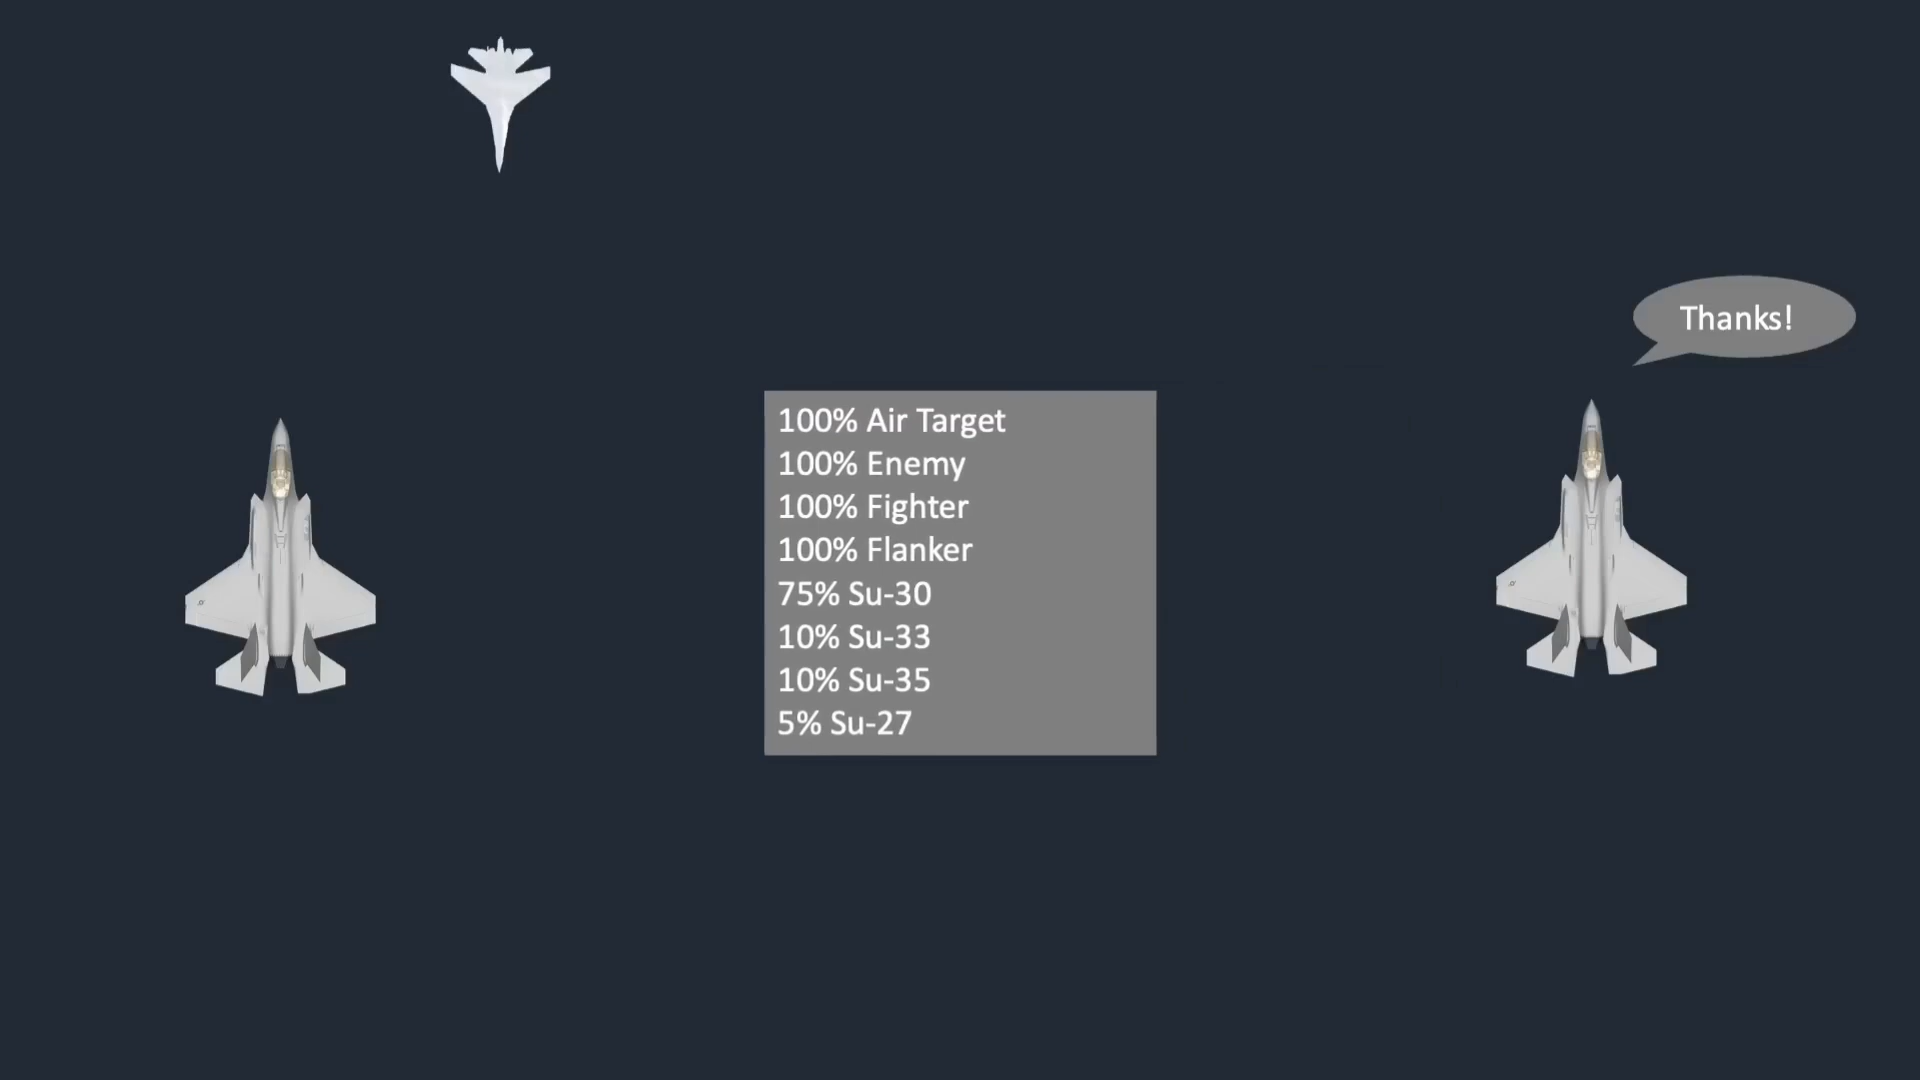 Thanks!
100% Air Target
100% Enemy
100% Fighter
100% Flanker
75% Su-30
10% Su-33
10% Su-35
5% Su-27